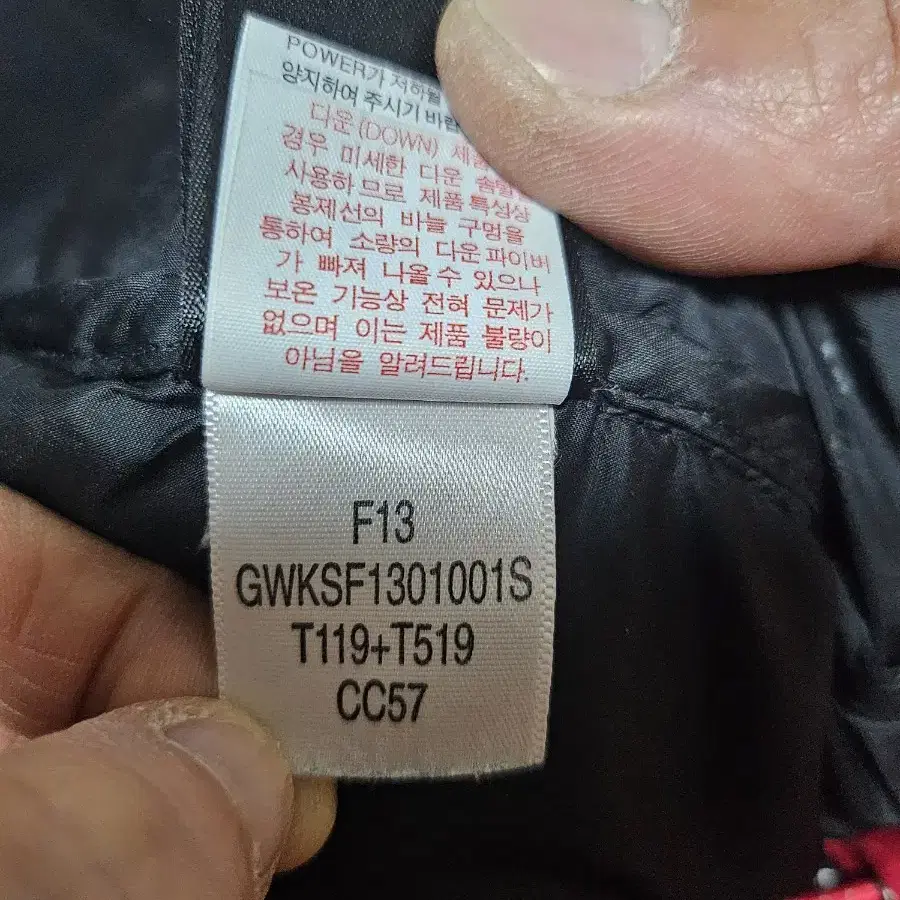 POWER가 저하될
양지하여 주시기 바랍
다운(DOWN) 제품
경우 미세한 다운 솜털
사용하므로 제품 특성상
봉제선의 바늘 구멍을
통하여 소량의 다운파이버
가 빠져 나올 수 있으나
보온 기능상 전혀 문제가
없으며 이는 제품 불량이
아님을 알려드립니다.
F13
GWKSF1301001S
T119+T519
CC57